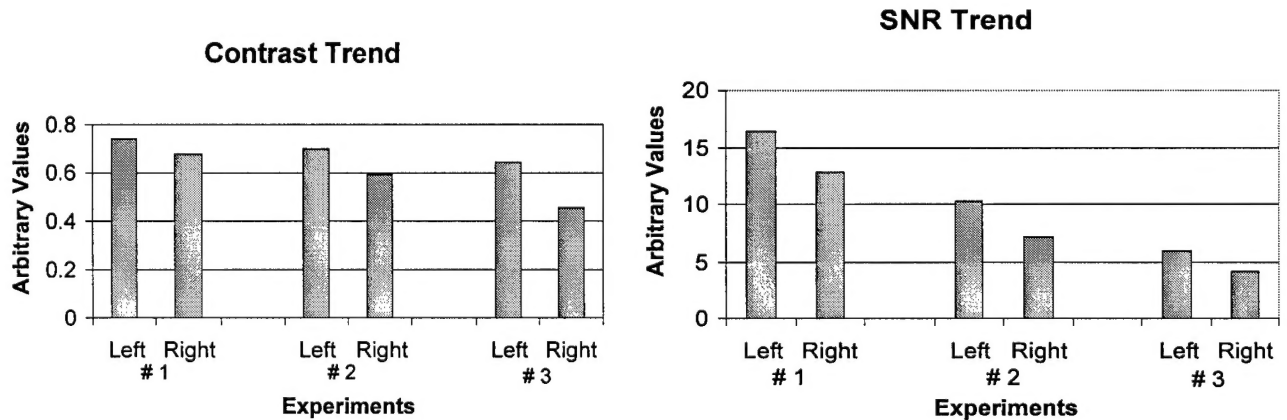 Contrast Trend
Arbitrary Values
0.8
0.6
0.4
0.2
0
Left Right Left Right Left Right
# 1 # 2 # 3
Experiments
SNR Trend
Arbitrary Values
20
15
10
5
0
Left Right Left Right Left Right
# 1 # 2 # 3
Experiments